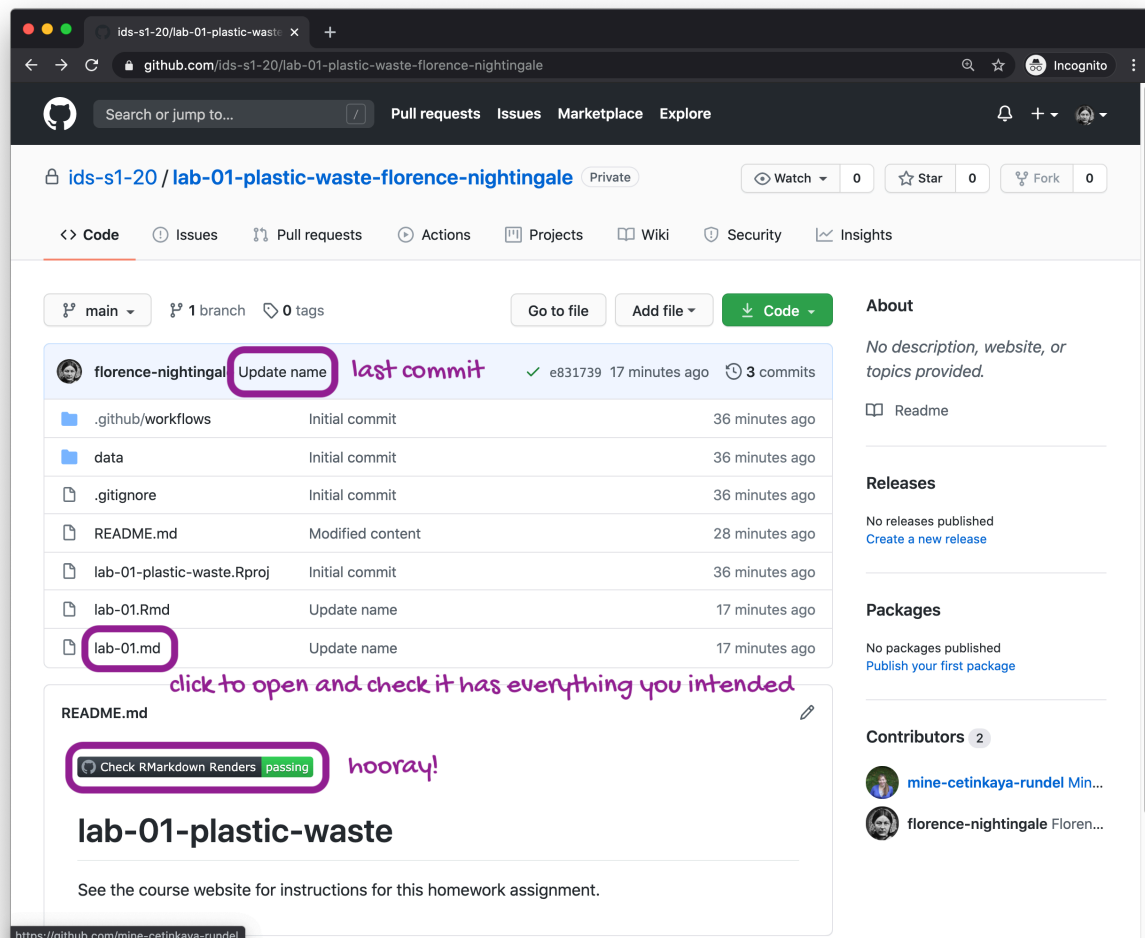 ids-s1-20/lab-01-plastic-waste
github.com/ids-s1-20/lab-01-plastic-waste-florence-nightingale
Incognito
Search or jump to...
/
Pull requests Issues Marketplace Explore
ids-s1-20 / lab-01-plastic-waste-florence-nightingale Private
Watch 0 Star 0 Fork 0
Code Issues Pull requests Actions Projects Wiki Security Insights
main 1 branch 0 tags Go to file Add file Code
florence-nightingal Update name last commit e831739 17 minutes ago 3 commits
.github/workflows Initial commit 36 minutes ago
data Initial commit 36 minutes ago
.gitignore Initial commit 36 minutes ago
README.md Modified content 28 minutes ago
lab-01-plastic-waste.Rproj Initial commit 36 minutes ago
lab-01.Rmd Update name 17 minutes ago
lab-01.md Update name 17 minutes ago
click to open and check it has everything you intended
README.md
Check RMarkdown Renders passing hooray!
lab-01-plastic-waste
See the course website for instructions for this homework assignment.
About
No description, website, or
topics provided.
Readme
Releases
No releases published
Create a new release
Packages
No packages published
Publish your first package
Contributors 2
mine-cetinkaya-rundel Min...
florence-nightingale Floren...
https://github.com/mine-cetinkaya-rundel